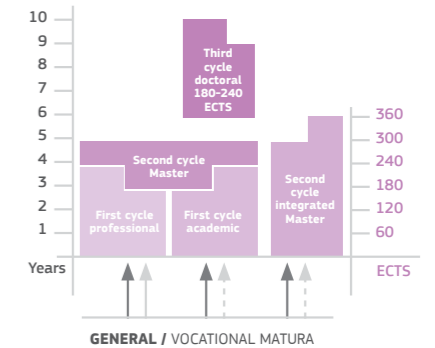 10
9
8
7
6
5
4
3
2
1
Years
Third
cycle
doctoral
180-240
ECTS
Second cycle
Master
First cycle
professional
First cycle
academic
Second
cycle
integrated
Master
360
300
240
180
120
60
ECTS
GENERAL / VOCATIONAL MATURA